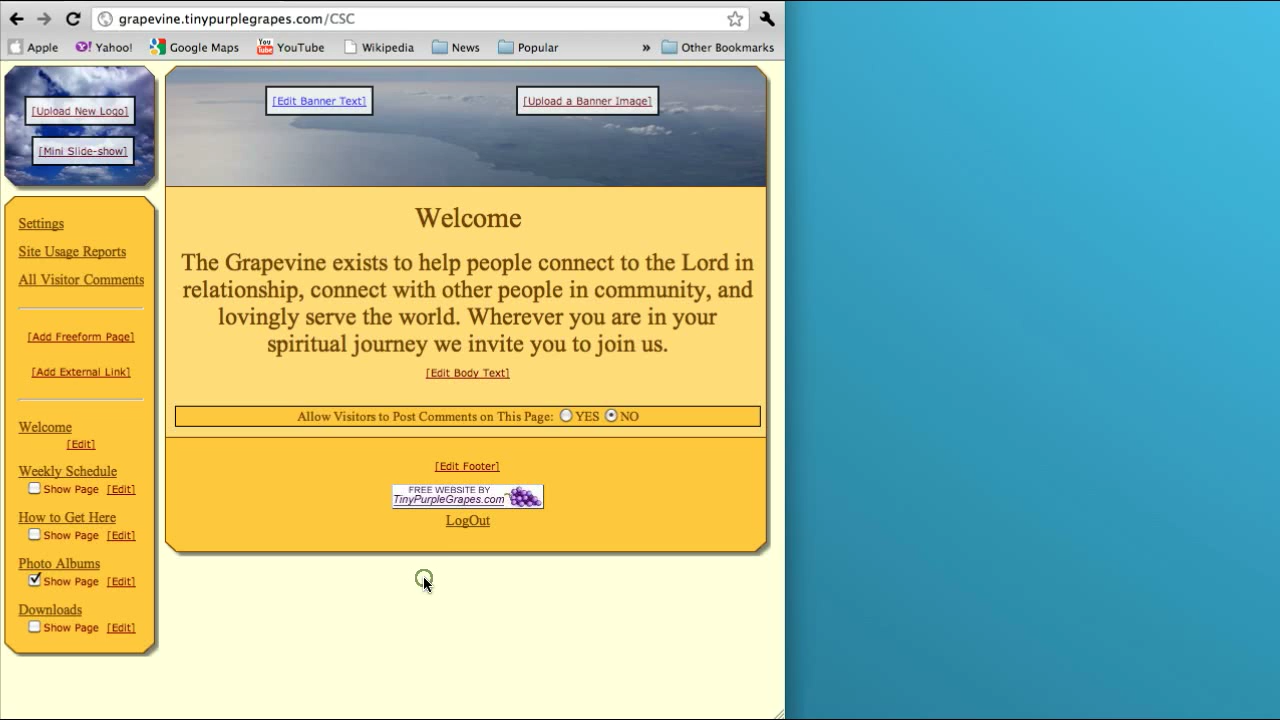 grapevine.tinypurplegrapes.com/CSC
Apple Yahoo! Google Maps YouTube Wikipedia News Popular » Other Bookmarks
[Upload New Logo]
[Mini Slide-show]
[Edit Banner Text] [Upload a Banner Image]
Settings
Site Usage Reports
All Visitor Comments
[Add Freeform Page]
[Add External Link]
Welcome
[Edit]
Weekly Schedule
Show Page [Edit]
How to Get Here
Show Page [Edit]
Photo Albums
Show Page [Edit]
Downloads
Show Page [Edit]
Welcome
The Grapevine exists to help people connect to the Lord in
relationship, connect with other people in community, and
lovingly serve the world. Wherever you are in your
spiritual journey we invite you to join us.
[Edit Body Text]
Allow Visitors to Post Comments on This Page: YES NO
[Edit Footer]
FREE WEBSITE BY
TinyPurpleGrapes.com
LogOut